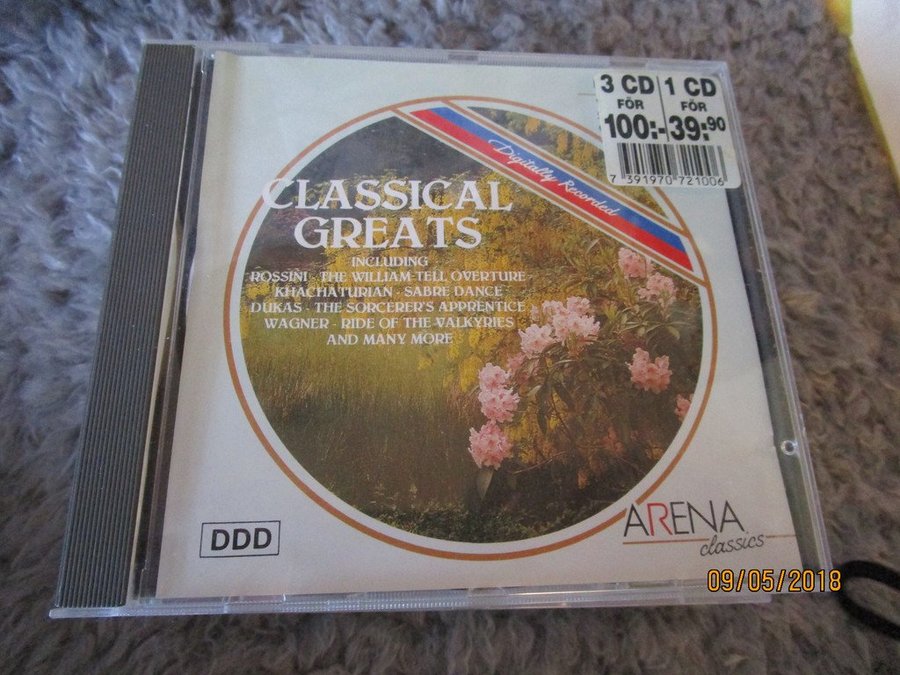 3 CD 1 CD
FÖR FÖR
100:- 39:90
7 391970 721006
Digitally Recorded
CLASSICAL
GREATS
INCLUDING
ROSSINI - THE WILLIAM TELL OVERTURE
KHACHATURIAN - SABRE DANCE
DUKAS - THE SORCERER'S APPRENTICE
WAGNER - RIDE OF THE VALKYRIES
AND MANY MORE
DDD
ARENA
classics
09/05/2018